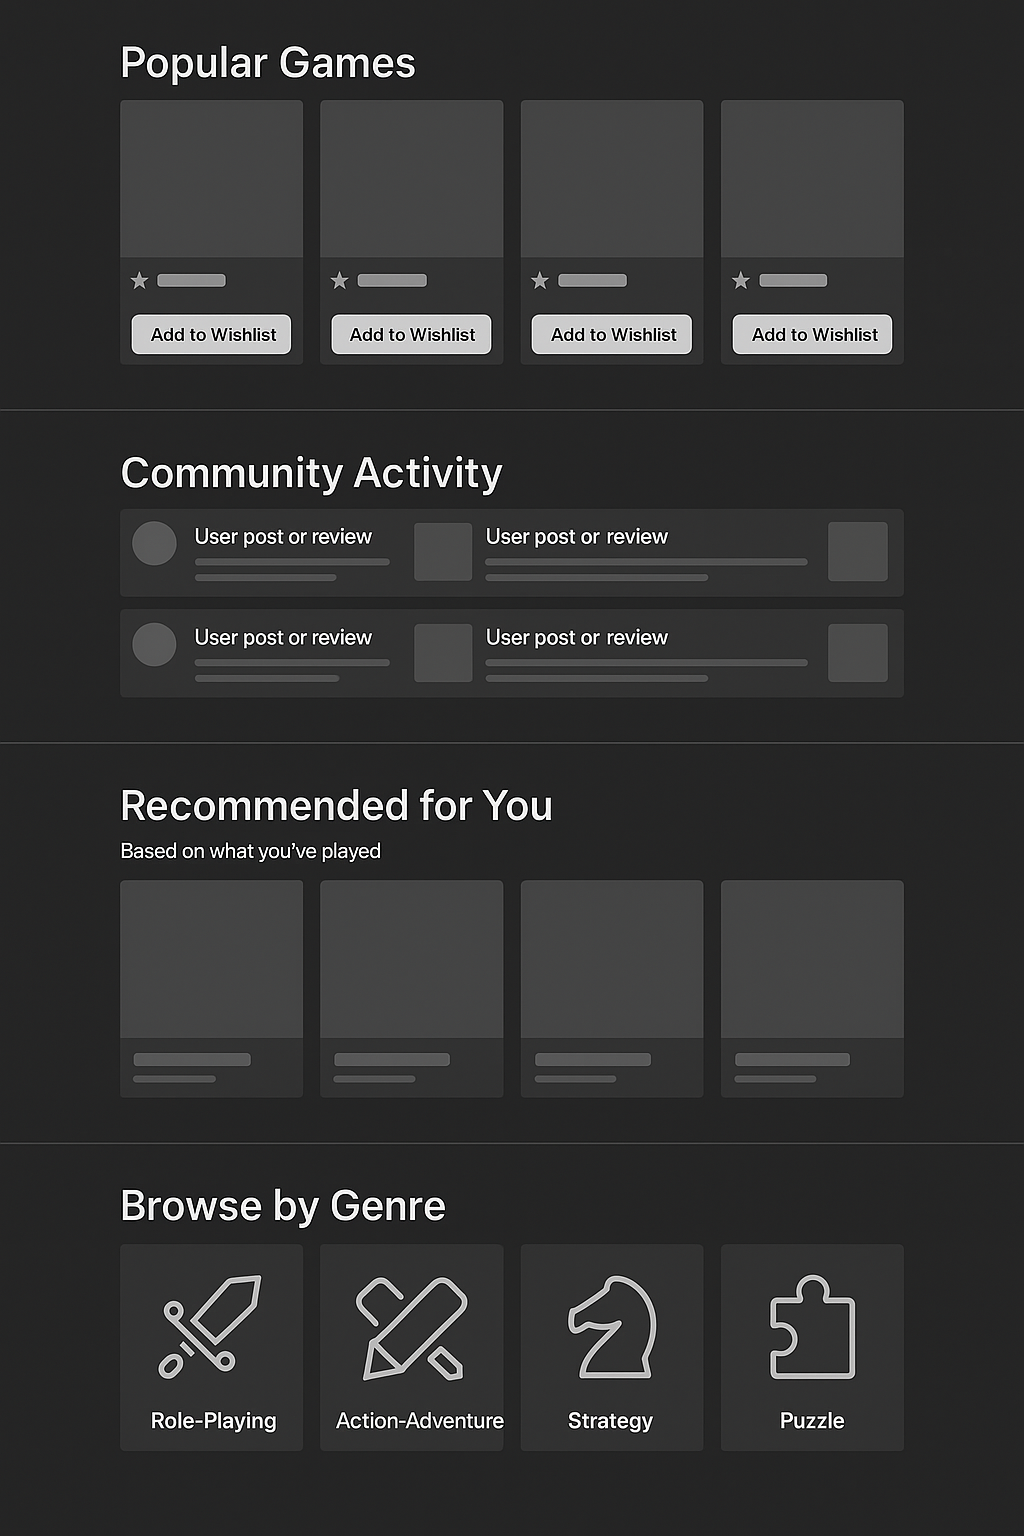 Popular Games
Add to Wishlist
Add to Wishlist
Add to Wishlist
Add to Wishlist
Community Activity
User post or review
User post or review
User post or review
User post or review
Recommended for You
Based on what you’ve played
Browse by Genre
Role-Playing
Action-Adventure
Strategy
Puzzle